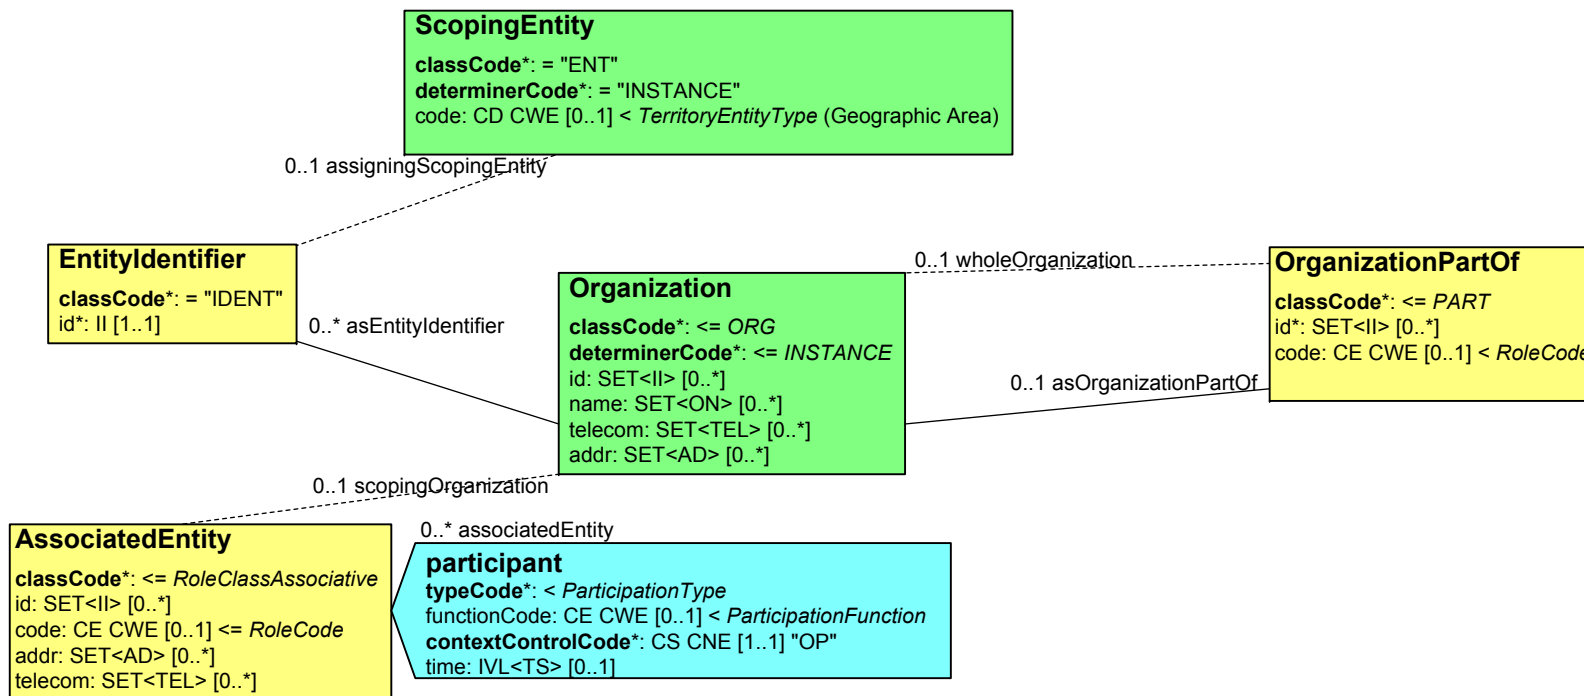 ScopingEntity
classCode*: = "ENT"
determinerCode*: = "INSTANCE"
code: CD CWE [0..1] < TerritoryEntityType (Geographic Area)
0..1 assigningScopingEntity
EntityIdentifier
classCode*: = "IDENT"
id*: II [1..1]
0..* asEntityIdentifier
Organization
classCode*: <= ORG
determinerCode*: <= INSTANCE
id: SET<II> [0..*]
name: SET<ON> [0..*]
telecom: SET<TEL> [0..*]
addr: SET<AD> [0..*]
0..1 wholeOrganization
OrganizationPartOf
classCode*: <= PART
id*: SET<II> [0..*]
code: CE CWE [0..1] < RoleCode
0..1 asOrganizationPartOf
0..1 scopingOrganization
AssociatedEntity
classCode*: <= RoleClassAssociative
id: SET<II> [0..*]
code: CE CWE [0..1] <= RoleCode
addr: SET<AD> [0..*]
telecom: SET<TEL> [0..*]
0..* associatedEntity
participant
typeCode*: < ParticipationType
functionCode: CE CWE [0..1] < ParticipationFunction
contextControlCode*: CS CNE [1..1] "OP"
time: IVL<TS> [0..1]